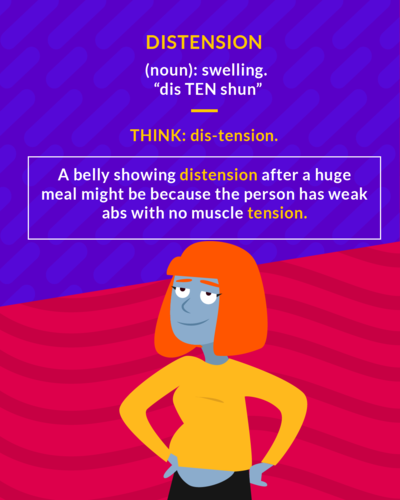 DISTENSION
(noun): swelling.
“dis TEN shun”
THINK: dis-tension.
A belly showing distension after a huge
meal might be because the person has weak
abs with no muscle tension.